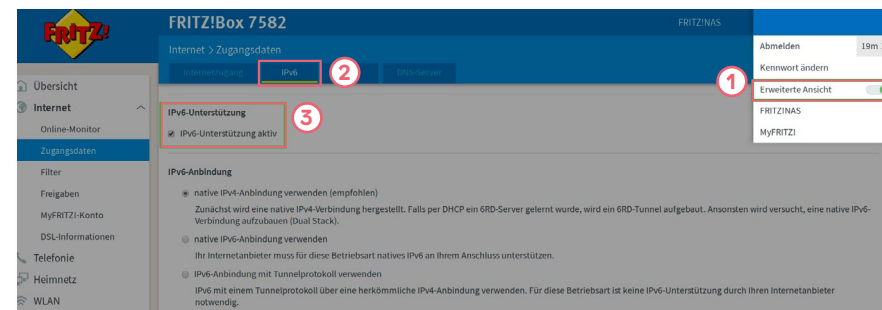 FRITZ!
FRITZ!Box 7582
FRITZ!NAS
Internet > Zugangsdaten
Internetzugang
IPv6
2
DNS-Server
Abmelden
19m
Kennwort ändern
1
Erweiterte Ansicht
FRITZ!NAS
MyFRITZ!
Übersicht
Internet
Online-Monitor
Zugangsdaten
Filter
Freigaben
MyFRITZ!-Konto
DSL-Informationen
Telefonie
Heimnetz
WLAN
IPv6-Unterstützung
3
IPv6-Unterstützung aktiv
IPv6-Anbindung
native IPv4-Anbindung verwenden (empfohlen)
Zunächst wird eine native IPv4-Verbindung hergestellt. Falls per DHCP ein 6RD-Server gelernt wurde, wird ein 6RD-Tunnel aufgebaut. Ansonsten wird versucht, eine native IPv6-
Verbindung aufzubauen (Dual Stack).
native IPv6-Anbindung verwenden
Ihr Internetanbieter muss für diese Betriebsart natives IPv6 an Ihrem Anschluss unterstützen.
IPv6-Anbindung mit Tunnelprotokoll verwenden
IPv6 mit einem Tunnelprotokoll über eine herkömmliche IPv4-Anbindung verwenden. Für diese Betriebsart ist keine IPv6-Unterstützung durch Ihren Internetanbieter
notwendig.